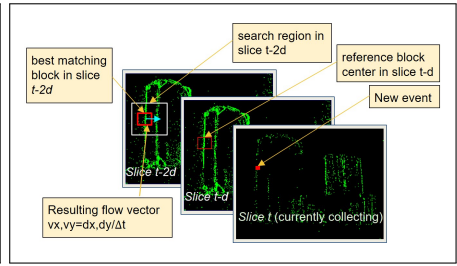 search region in
slice t-2d
best matching
block in slice
t-2d
reference block
center in slice t-d
New event
Slice t-2d
Slice t-d
Slice t (currently collecting)
Resulting flow vector
vx,vy=dx,dy/Δt